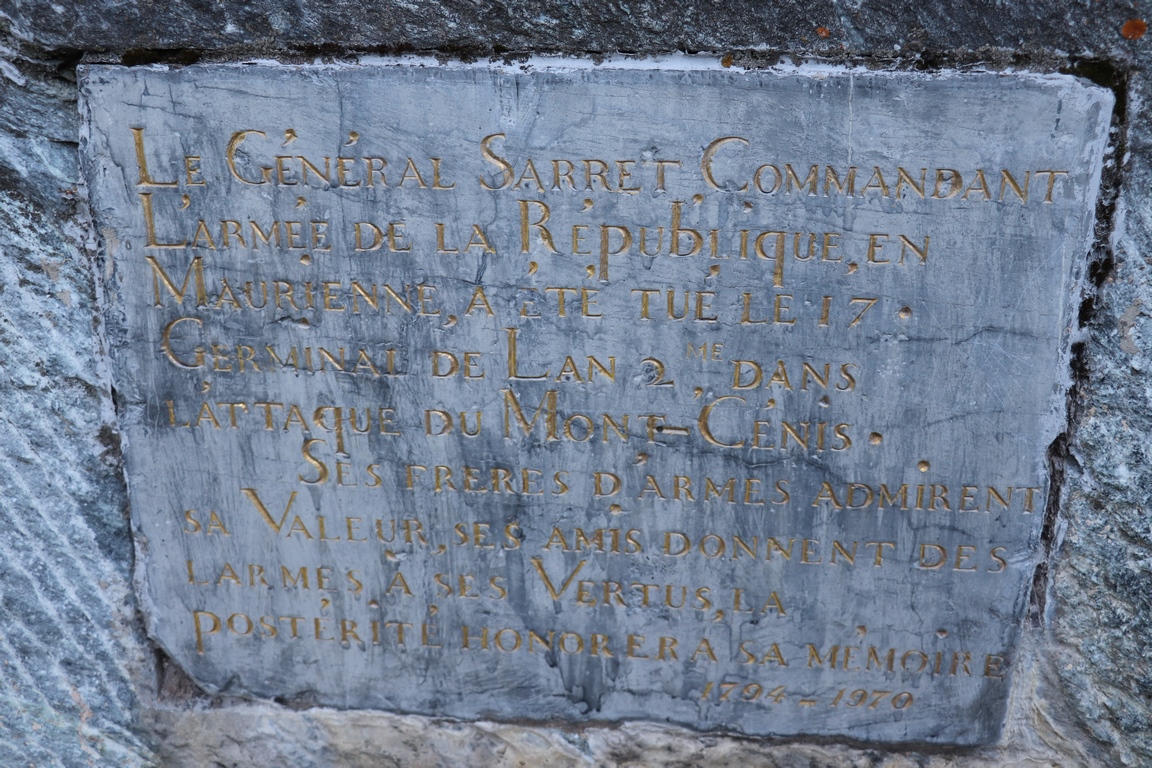 Le Général Sarret, Commandant
L'armée de la République, en
Maurienne, a été tué le 17.
Germinal de L'an 2me, dans
l'attaque du Mont-Cénis.
Ses frères d'armes admirent
sa Valeur, ses amis donnent des
larmes à ses Vertus, la
postérité honorera sa mémoire
1794 - 1970